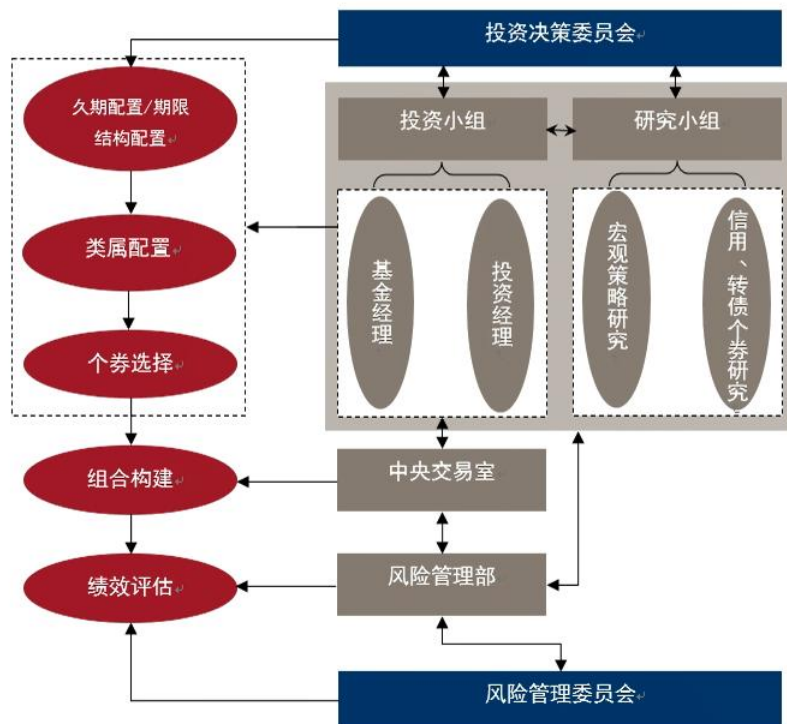 投资决策委员会
久期配置/期限
结构配置
投资小组
研究小组
类属配置
基金经理
投资经理
宏观策略研究
信用、转债个券研究
个券选择
组合构建
中央交易室
绩效评估
风险管理部
风险管理委员会